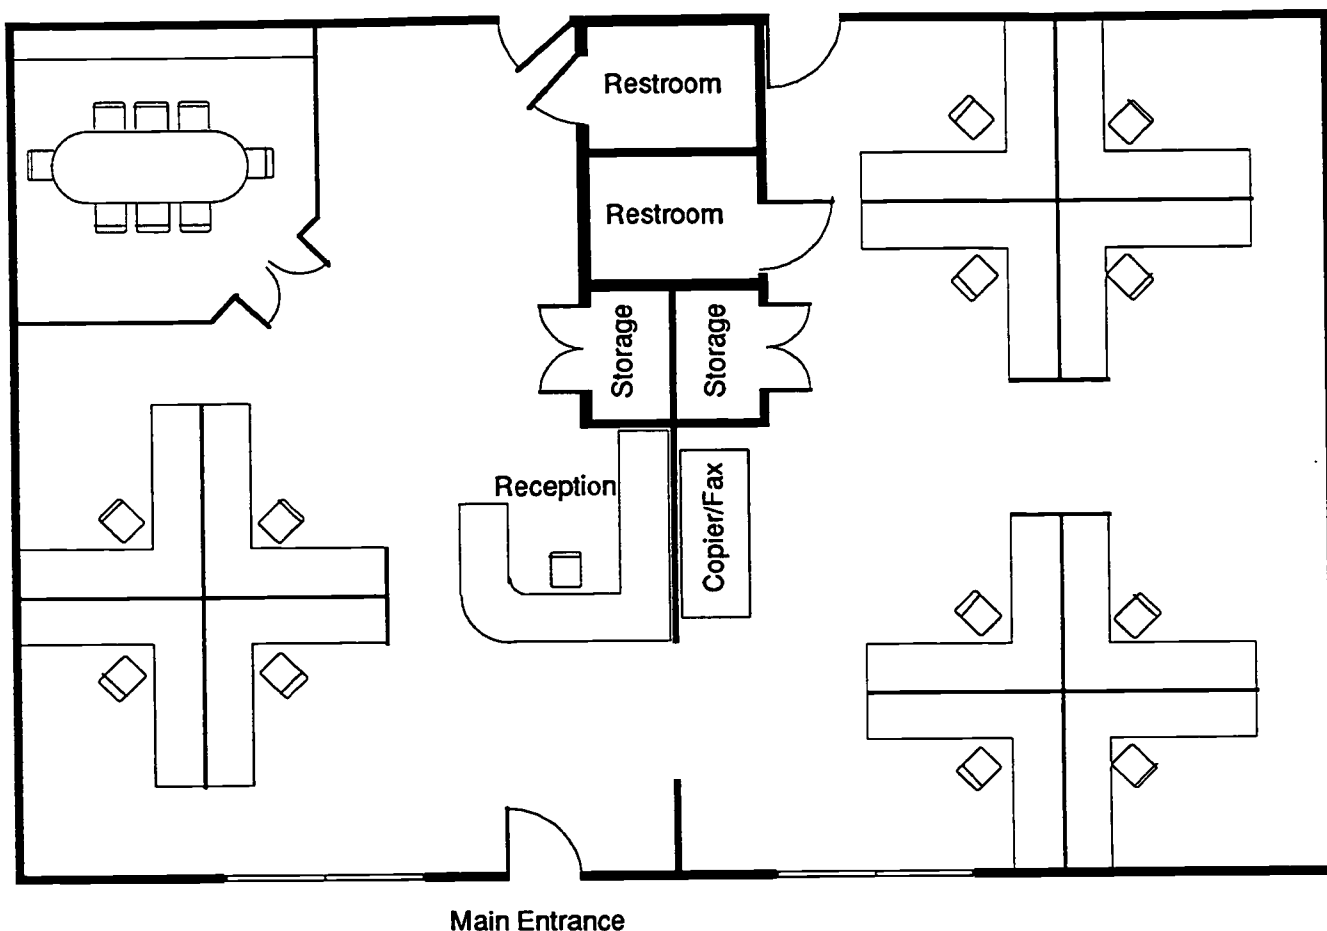 Restroom
Restroom
Storage
Storage
Reception
Copier/Fax
Main Entrance